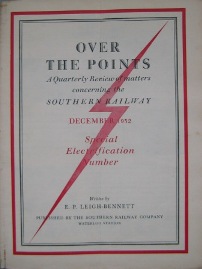 OVER
THE POINTS
A Quarterly Review of matters
concerning the
SOUTHERN RAILWAY
DECEMBER 1932
Special
Electrification
Number
Written by
E. P. LEIGH-BENNETT
PUBLISHED BY THE SOUTHERN RAILWAY COMPANY
WATERLOO STATION